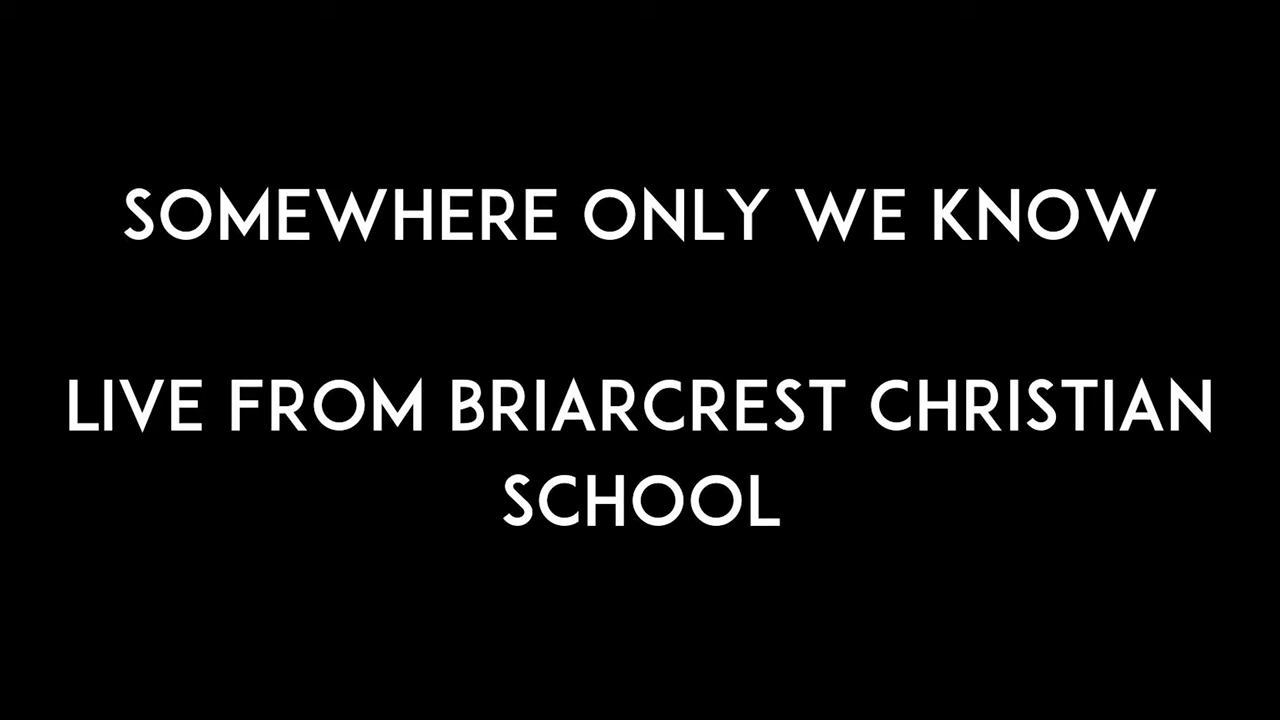 SOMEWHERE ONLY WE KNOW
LIVE FROM BRIARCREST CHRISTIAN
SCHOOL